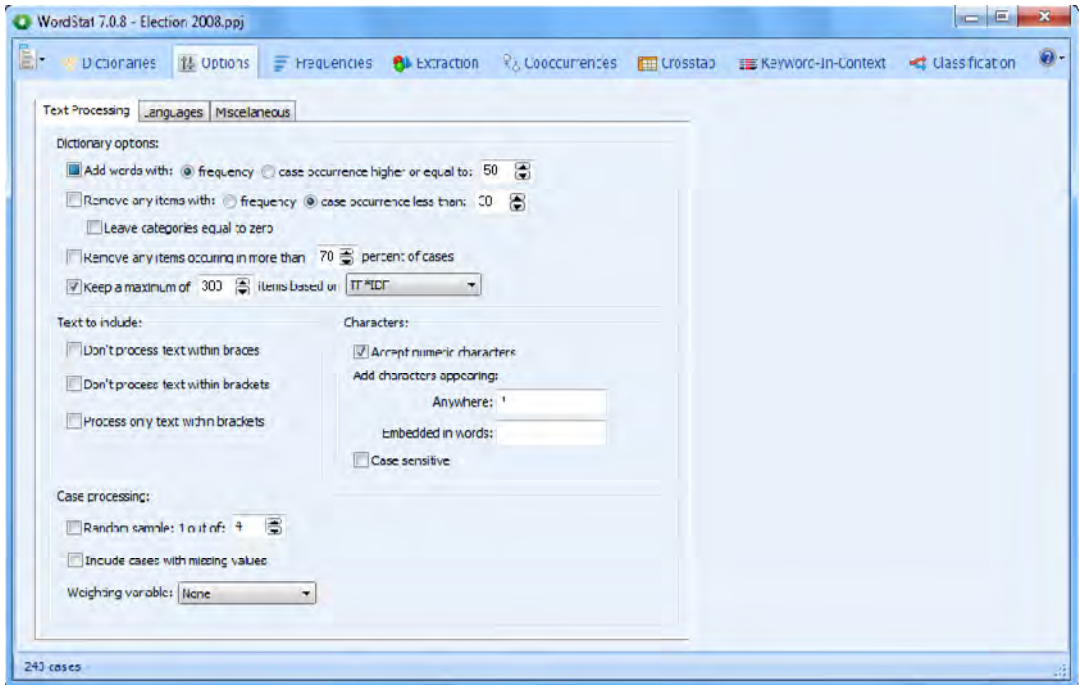 WordStat 7.0.8 - Election 2008.ppj
Dictionaries Options Frequencies Extraction Cooccurrences Crosstab Keyword-In-Context Classification
Text Processing Languages Miscellaneous
Dictionary options:
Add words with: frequency case occurrence higher or equal to: 50
Remove any items with: frequency case occurrence less than:
Leave categories equal to zero
Remove any items occuring in more than 70 percent of cases
Keep a maximum of 300 items based on TF*IDF
Text to include: Characters:
Don't process text within braces Accept numeric characters
Don't process text within brackets Add characters appearing:
Anywhere:
Process only text within brackets
Embedded in words:
Case sensitive
Case processing:
Random sample: 1 out of: 4
Include cases with missing values
Weighting variable: None
243 cases